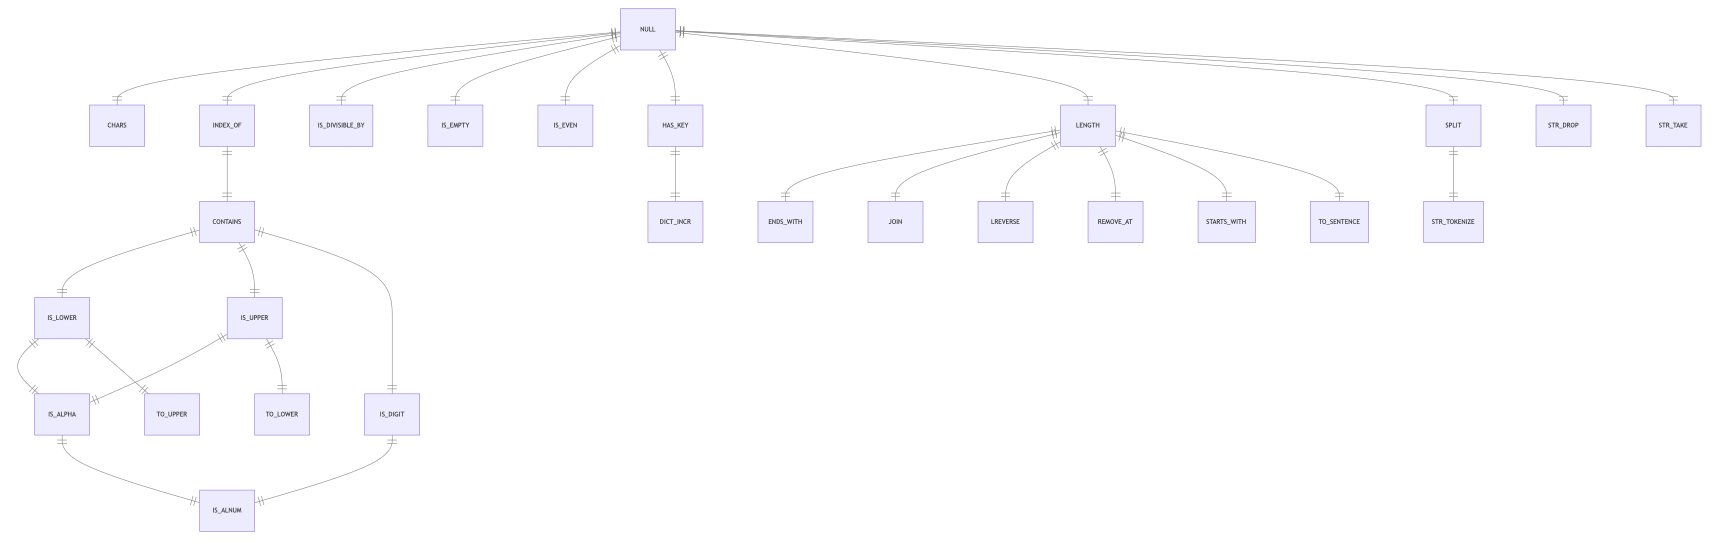 NULL
CHARS
INDEX_OF
IS_DIVISIBLE_BY
IS_EMPTY
IS_EVEN
HAS_KEY
LENGTH
SPLIT
STR_DROP
STR_TAKE
CONTAINS
DICT_INCR
ENDS_WITH
JOIN
LREVERSE
REMOVE_AT
STARTS_WITH
TO_SENTENCE
STR_TOKENIZE
IS_LOWER
IS_UPPER
IS_ALPHA
TO_UPPER
TO_LOWER
IS_DIGIT
IS_ALNUM